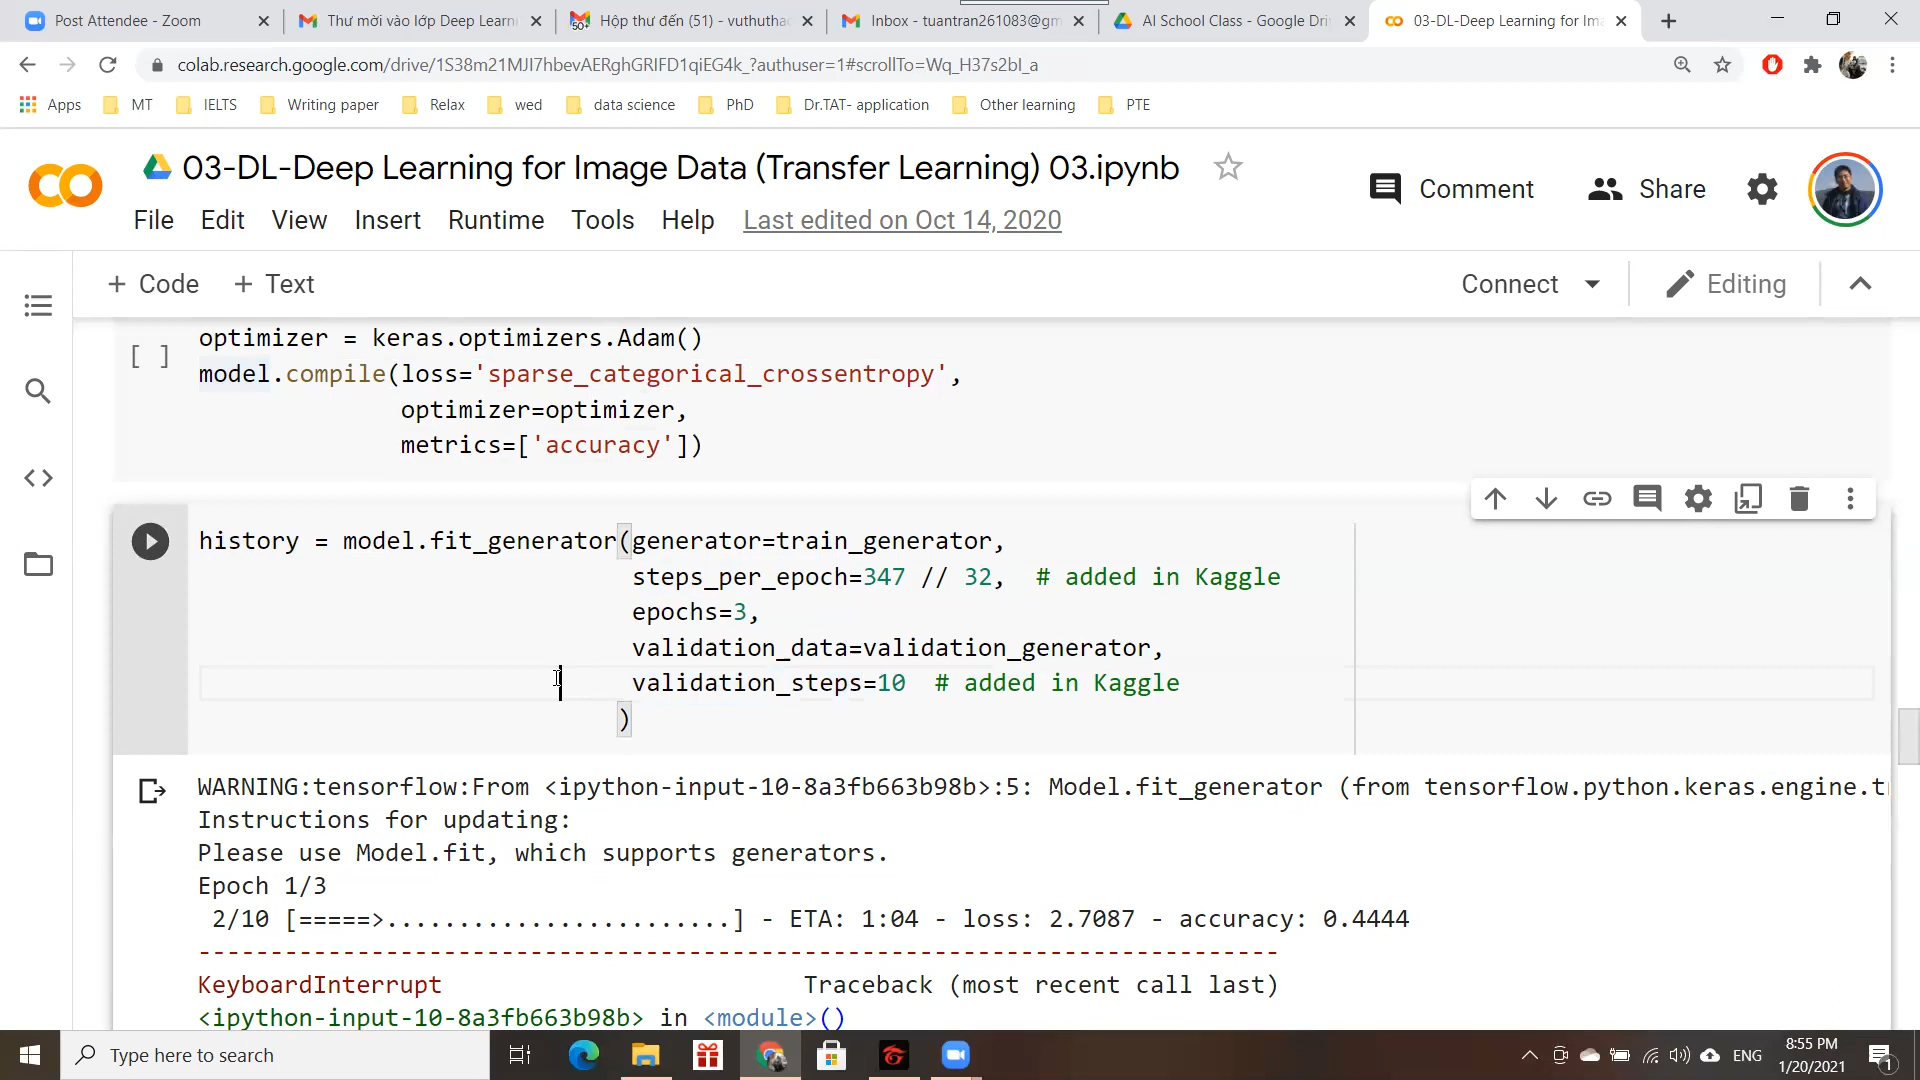 Post Attendee - Zoom
Thư mời vào lớp Deep Learni
Hộp thư đến (51) - vuthutha
Inbox - tuantran261083@gm
AI School Class - Google Dri
03-DL-Deep Learning for Ima
colab.research.google.com/drive/1S38m21MJI7hbevAERghGRIFD1qiEG4k_?authuser=1#scrollTo=Wq_H37s2bI_a
Apps MT IELTS Writing paper Relax wed data science PhD Dr.TAT- application Other learning PTE
03-DL-Deep Learning for Image Data (Transfer Learning) 03.ipynb
Comment Share
File Edit View Insert Runtime Tools Help Last edited on Oct 14, 2020
+ Code + Text Connect Editing
optimizer = keras.optimizers.Adam()
[ ]
model.compile(loss='sparse_categorical_crossentropy',
optimizer=optimizer,
metrics=['accuracy'])
history = model.fit_generator(generator=train_generator,
steps_per_epoch=347 // 32, # added in Kaggle
epochs=3,
validation_data=validation_generator,
validation_steps=10 # added in Kaggle
)
WARNING:tensorflow:From <ipython-input-10-8a3fb663b98b>:5: Model.fit_generator (from tensorflow.python.keras.engine.t
Instructions for updating:
Please use Model.fit, which supports generators.
Epoch 1/3
2/10 [=====>........................] - ETA: 1:04 - loss: 2.7087 - accuracy: 0.4444
---------------------------------------------------------------------------
KeyboardInterrupt Traceback (most recent call last)
<ipython-input-10-8a3fb663b98b> in <module>()
Type here to search
ENG
8:55 PM
1/20/2021
1